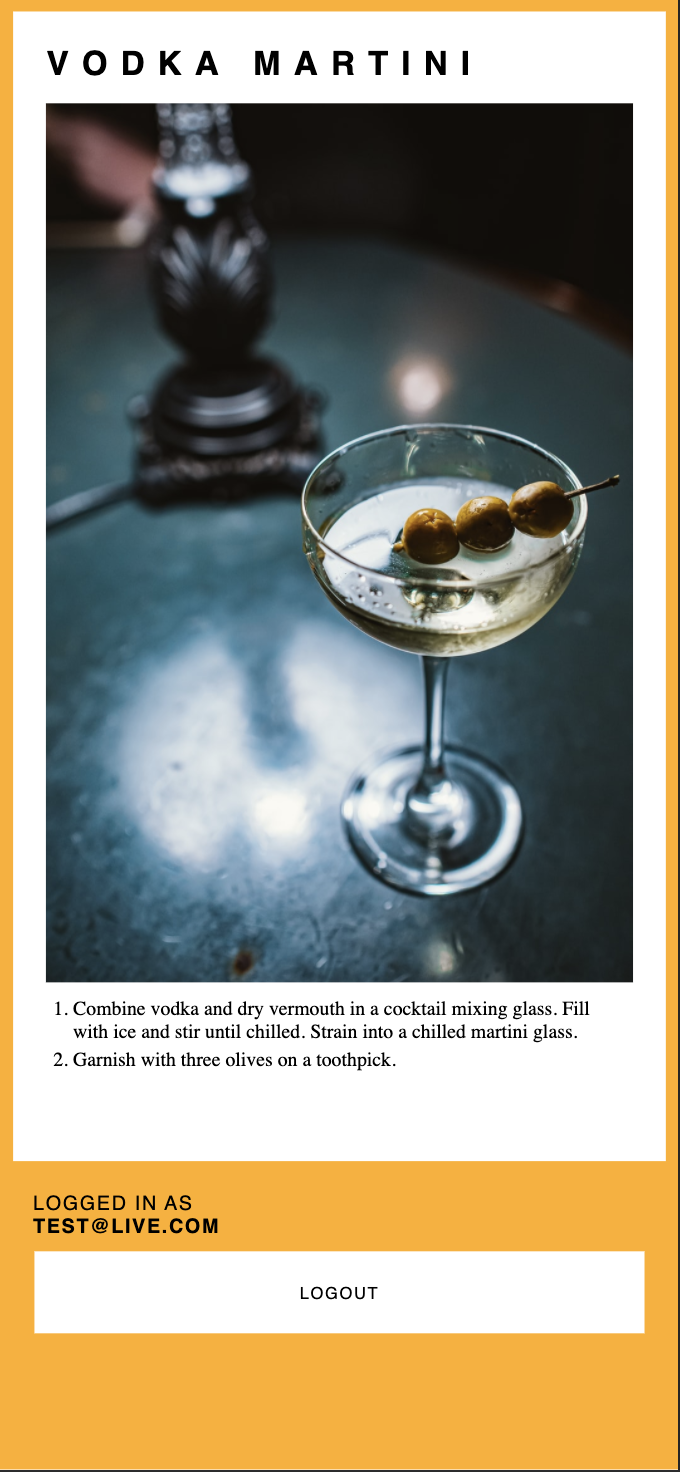 VODKA MARTINI
1. Combine vodka and dry vermouth in a cocktail mixing glass. Fill
with ice and stir until chilled. Strain into a chilled martini glass.
2. Garnish with three olives on a toothpick.
LOGGED IN AS
TEST@LIVE.COM
LOGOUT